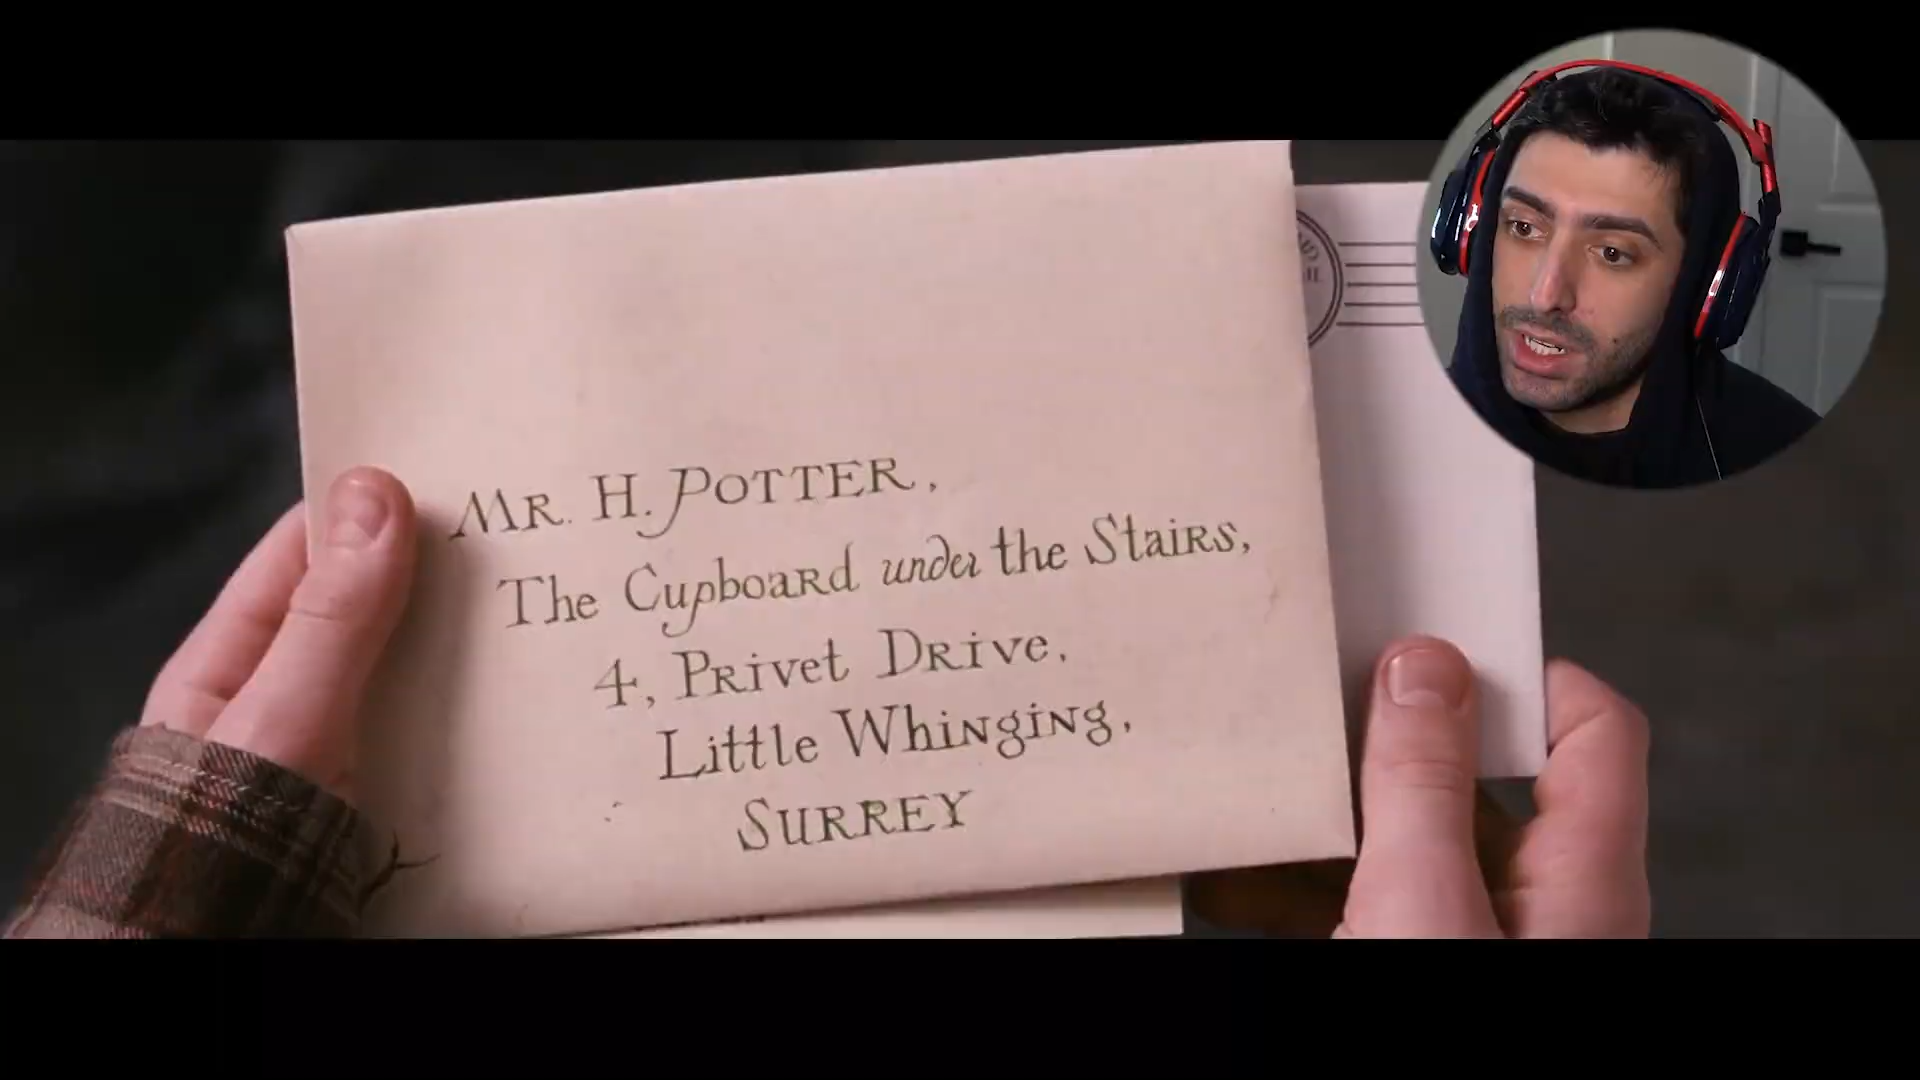 Mr. H. Potter,
The Cupboard under the Stairs,
4, Privet Drive,
Little Whinging,
SURREY